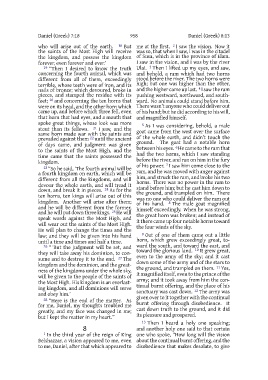 Daniel (Greek) 7:18 998 Daniel (Greek) 8:13
who will arise out of the earth. ¹⁸ But
the saints of the Most High will receive
the kingdom, and possess the kingdom
forever, even forever and ever."
¹⁹ "Then I desired to know the truth
concerning the fourth animal, which was
different from all of them, exceedingly
terrible, whose teeth were of iron, and its
nails of bronze; which devoured, broke in
pieces, and stamped the residue with its
feet; ²⁰ and concerning the ten horns that
were on its head, and the other horn which
came up, and before which three fell, even
that horn that had eyes, and a mouth that
spoke great things, whose look was more
stout than its fellows. ²¹ I saw, and the
same horn made war with the saints and
prevailed against them ²² until the ancient
of days came, and judgment was given
to the saints of the Most High, and the
time came that the saints possessed the
kingdom.
²³ "So he said, 'The fourth animal will be
a fourth kingdom on earth, which will be
different from all the kingdoms, and will
devour the whole earth, and will tread it
down, and break it in pieces. ²⁴ As for the
ten horns, ten kings will arise out of this
kingdom. Another will arise after them;
and he will be different from the former,
and he will put down three kings. ²⁵ He will
speak words against the Most High, and
will wear out the saints of the Most High.
He will plan to change the times and the
law; and they will be given into his hand
until a time and times and half a time.
²⁶ " 'But the judgment will be set, and
they will take away his dominion, to con-
sume and to destroy it to the end. ²⁷ The
kingdom and the dominion, and the great-
ness of the kingdoms under the whole sky,
will be given to the people of the saints of
the Most High. His kingdom is an everlast-
ing kingdom, and all dominions will serve
and obey him.'
²⁸ "Here is the end of the matter. As
for me, Daniel, my thoughts troubled me
greatly, and my face was changed in me;
but I kept the matter in my heart."
¹ In the third year of the reign of King
Belshazzar, a vision appeared to me, even
to me, Daniel, after that which appeared to
me at the first. ² I saw the vision. Now it
was so, that when I saw, I was in the citadel
of Susa, which is in the province of Elam.
I saw in the vision, and I was by the river
Ulai. ³ Then I lifted up my eyes, and saw,
and behold, a ram which had two horns
stood before the river. The two horns were
high; but one was higher than the other,
and the higher came up last. ⁴ I saw the ram
pushing westward, northward, and south-
ward. No animals could stand before him.
There wasn't anyone who could deliver out
of his hand; but he did according to his will,
and magnified himself.
⁵ As I was considering, behold, a male
goat came from the west over the surface
of the whole earth, and didn't touch the
ground. The goat had a notable horn
between his eyes. ⁶ He came to the ram that
had the two horns, which I saw standing
before the river, and ran on him in the fury
of his power. ⁷ I saw him come close to the
ram, and he was moved with anger against
him, and struck the ram, and broke his two
horns. There was no power in the ram to
stand before him; but he cast him down to
the ground, and trampled on him. There
was no one who could deliver the ram out
of his hand. ⁸ The male goat magnified
himself exceedingly. When he was strong,
the great horn was broken; and instead of
it there came up four notable horns toward
the four winds of the sky.
⁹ Out of one of them came out a little
horn, which grew exceedingly great, to-
ward the south, and toward the east, and
toward the glorious land. ¹⁰ It grew great,
even to the army of the sky; and it cast
down some of the army and of the stars to
the ground, and trampled on them. ¹¹ Yes,
it magnified itself, even to the prince of the
army; and it took away from him the con-
tinual burnt offering, and the place of his
sanctuary was cast down. ¹² The army was
given over to it together with the continual
burnt offering through disobedience. It
cast down truth to the ground, and it did
its pleasure and prospered.
¹³ Then I heard a holy one speaking;
and another holy one said to that certain
one who spoke, "How long will the vision
about the continual burnt offering, and the
disobedience that makes desolate, to give